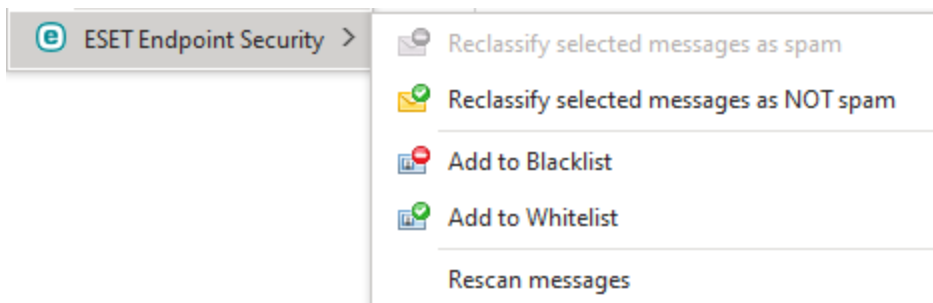 ESET Endpoint Security >
Reclassify selected messages as spam
Reclassify selected messages as NOT spam
Add to Blacklist
Add to Whitelist
Rescan messages